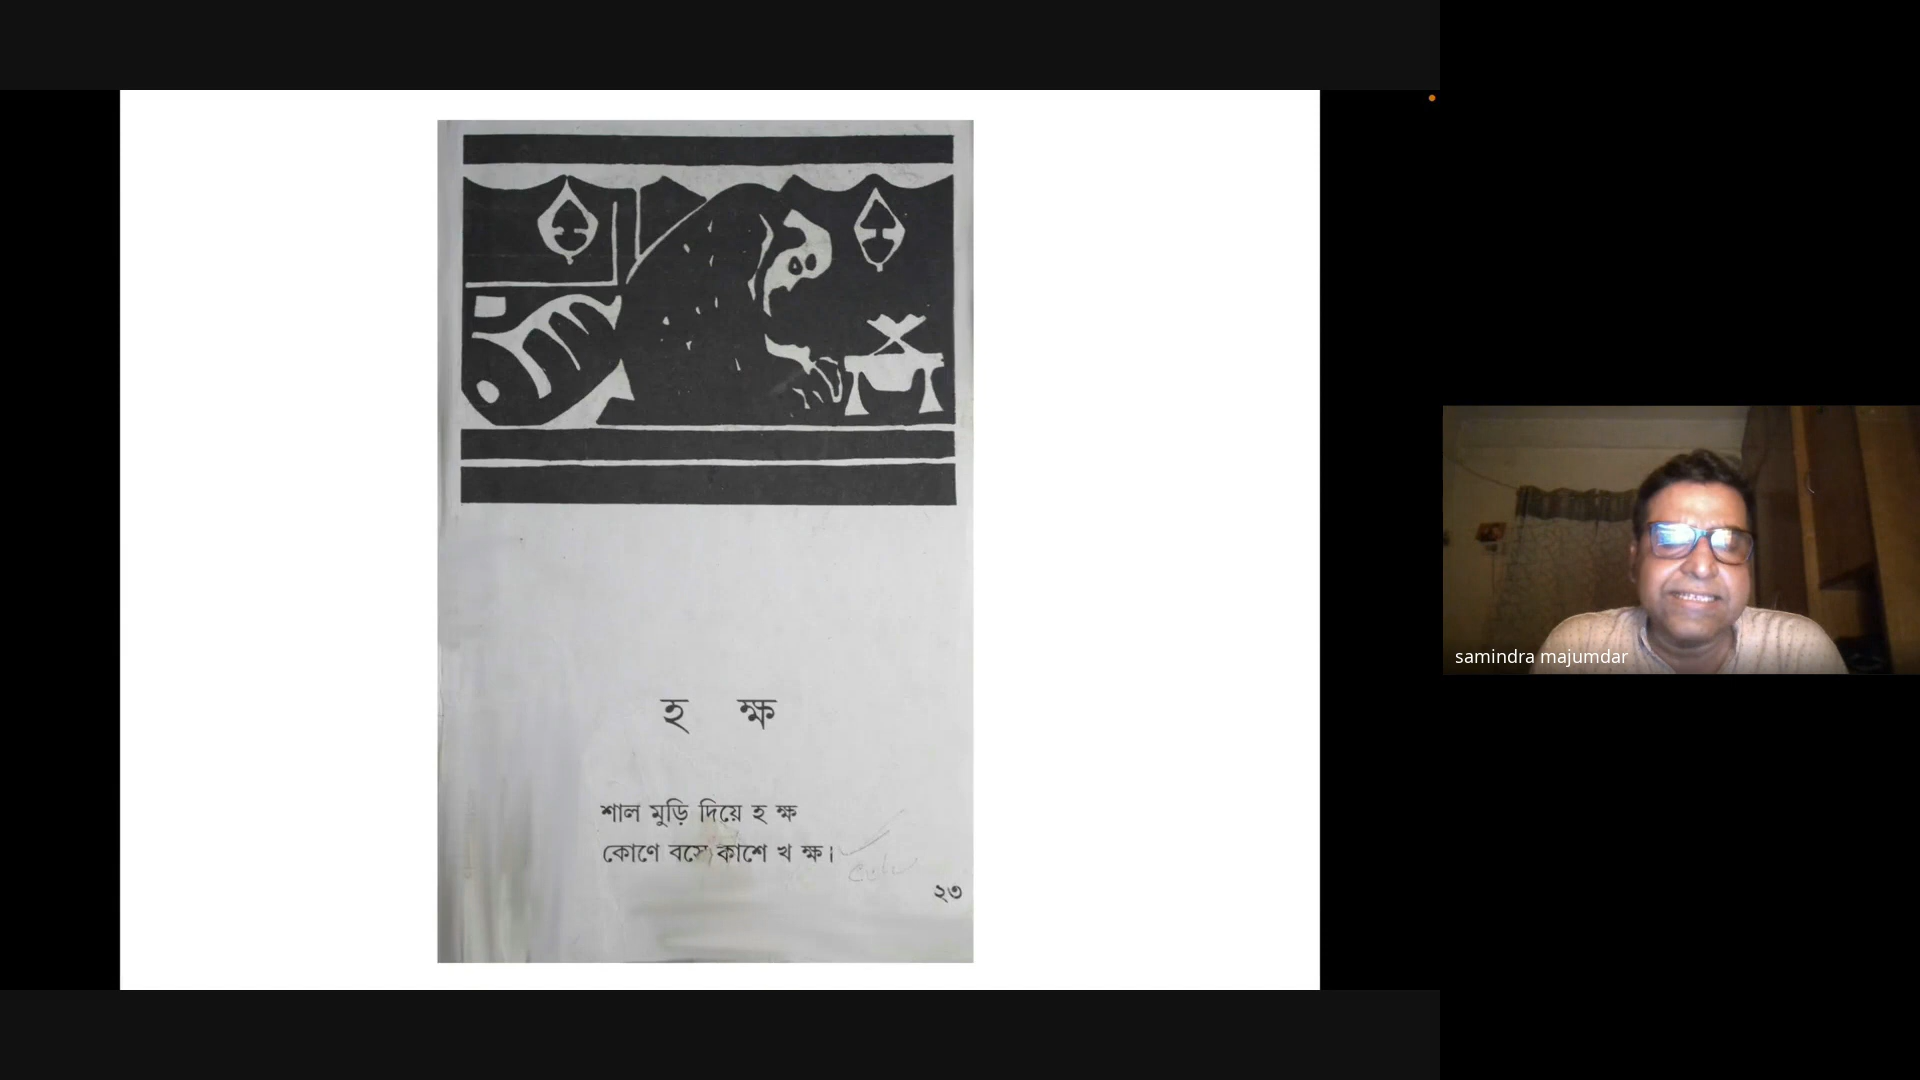 হ ক্ষ
শাল মুড়ি দিয়ে হ ক্ষ
কোণে বসে কাশে খ ক্ষ।
২৩
samindra majumdar